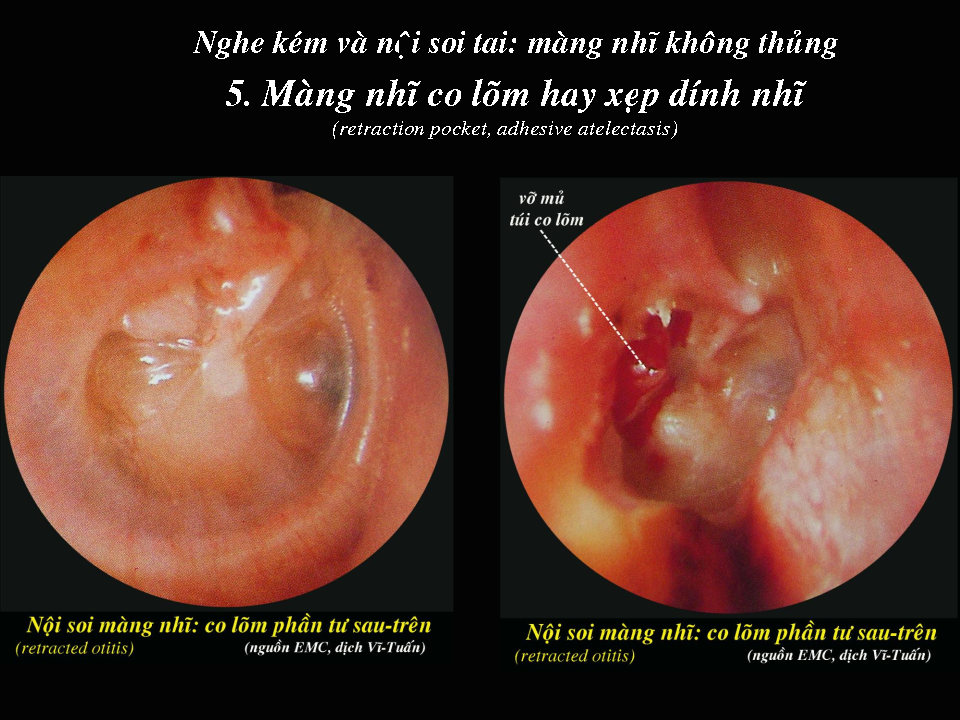 Nghe kém và nội soi tai: màng nhĩ không thủng
5. Màng nhĩ co lõm hay xẹp dính nhĩ
(retraction pocket, adhesive atelectasis)
vỡ mủ
túi co lõm
Nội soi màng nhĩ: co lõm phần tư sau-trên
(retracted otitis) (nguồn EMC, dịch Vĩ-Tuấn)
Nội soi màng nhĩ: co lõm phần tư sau-trên
(retracted otitis) (nguồn EMC, dịch Vĩ-Tuấn)